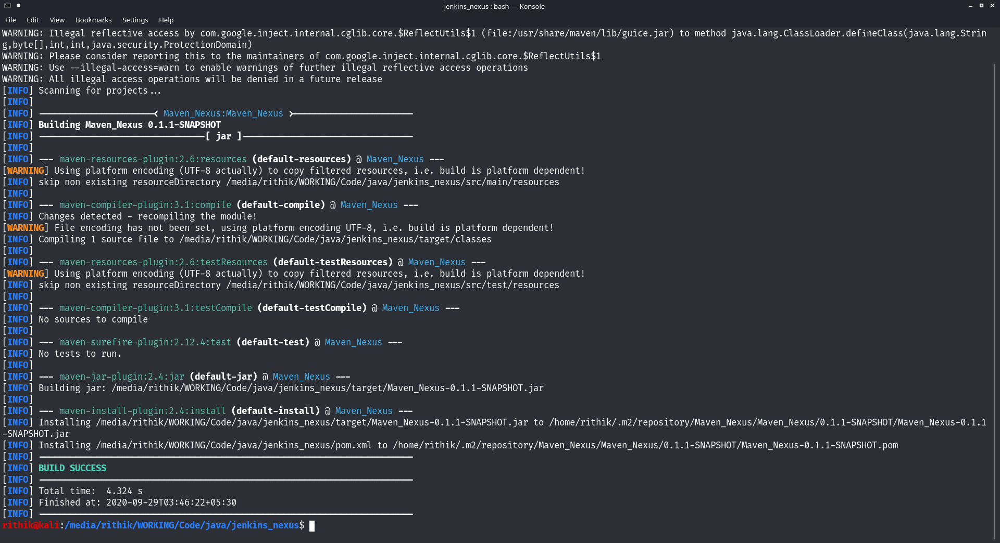 jenkins_nexus : bash — Konsole
File Edit View Bookmarks Settings Help
WARNING: Illegal reflective access by com.google.inject.internal.cglib.core.$ReflectUtils$1 (file:/usr/share/maven/lib/guice.jar) to method java.lang.ClassLoader.defineClass(java.lang.Strin
g,byte[],int,int,java.security.ProtectionDomain)
WARNING: Please consider reporting this to the maintainers of com.google.inject.internal.cglib.core.$ReflectUtils$1
WARNING: Use --illegal-access=warn to enable warnings of further illegal reflective access operations
WARNING: All illegal access operations will be denied in a future release
[INFO] Scanning for projects...
[INFO]
[INFO] ----------------------< Maven_Nexus:Maven_Nexus >-----------------------
[INFO] Building Maven_Nexus 0.1.1-SNAPSHOT
[INFO] --------------------------------[ jar ]---------------------------------
[INFO]
[INFO] --- maven-resources-plugin:2.6:resources (default-resources) @ Maven_Nexus ---
[WARNING] Using platform encoding (UTF-8 actually) to copy filtered resources, i.e. build is platform dependent!
[INFO] skip non existing resourceDirectory /media/rithik/WORKING/Code/java/jenkins_nexus/src/main/resources
[INFO]
[INFO] --- maven-compiler-plugin:3.1:compile (default-compile) @ Maven_Nexus ---
[INFO] Changes detected - recompiling the module!
[WARNING] File encoding has not been set, using platform encoding UTF-8, i.e. build is platform dependent!
[INFO] Compiling 1 source file to /media/rithik/WORKING/Code/java/jenkins_nexus/target/classes
[INFO]
[INFO] --- maven-resources-plugin:2.6:testResources (default-testResources) @ Maven_Nexus ---
[WARNING] Using platform encoding (UTF-8 actually) to copy filtered resources, i.e. build is platform dependent!
[INFO] skip non existing resourceDirectory /media/rithik/WORKING/Code/java/jenkins_nexus/src/test/resources
[INFO]
[INFO] --- maven-compiler-plugin:3.1:testCompile (default-testCompile) @ Maven_Nexus ---
[INFO] No sources to compile
[INFO]
[INFO] --- maven-surefire-plugin:2.12.4:test (default-test) @ Maven_Nexus ---
[INFO] No tests to run.
[INFO]
[INFO] --- maven-jar-plugin:2.4:jar (default-jar) @ Maven_Nexus ---
[INFO] Building jar: /media/rithik/WORKING/Code/java/jenkins_nexus/target/Maven_Nexus-0.1.1-SNAPSHOT.jar
[INFO]
[INFO] --- maven-install-plugin:2.4:install (default-install) @ Maven_Nexus ---
[INFO] Installing /media/rithik/WORKING/Code/java/jenkins_nexus/target/Maven_Nexus-0.1.1-SNAPSHOT.jar to /home/rithik/.m2/repository/Maven_Nexus/Maven_Nexus/0.1.1-SNAPSHOT/Maven_Nexus-0.1.1
-SNAPSHOT.jar
[INFO] Installing /media/rithik/WORKING/Code/java/jenkins_nexus/pom.xml to /home/rithik/.m2/repository/Maven_Nexus/Maven_Nexus/0.1.1-SNAPSHOT/Maven_Nexus-0.1.1-SNAPSHOT.pom
[INFO] ------------------------------------------------------------------------
[INFO] BUILD SUCCESS
[INFO] ------------------------------------------------------------------------
[INFO] Total time:  4.324 s
[INFO] Finished at: 2020-09-29T03:46:22+05:30
[INFO] ------------------------------------------------------------------------
rithik@kali:/media/rithik/WORKING/Code/java/jenkins_nexus$